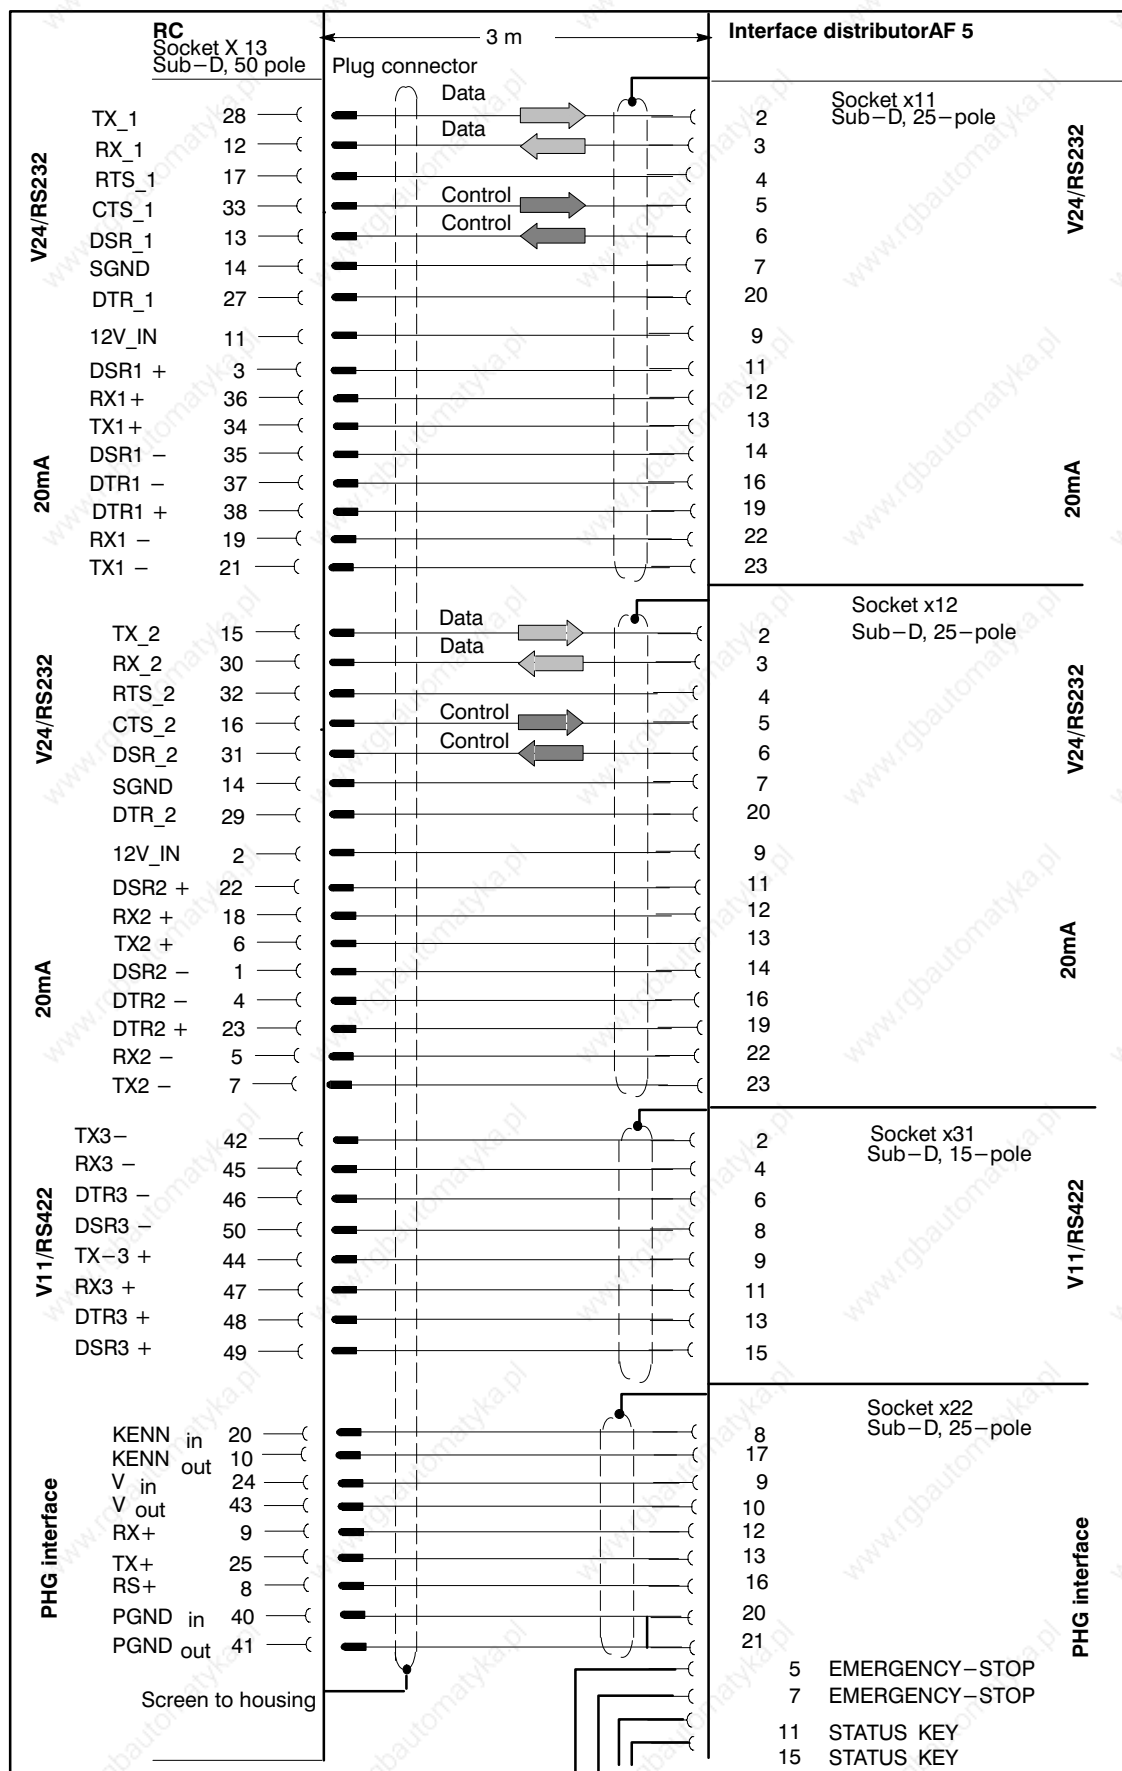 RC
Socket X 13
Sub-D, 50 pole
3 m
Interface distributorAF 5
Plug connector
Socket x11
Sub-D, 25-pole
V24/RS232
V24/RS232
TX_1 28 Data 2
RX_1 12 Data 3
RTS_1 17 4
CTS_1 33 Control 5
DSR_1 13 Control 6
SGND 14 7
DTR_1 27 20
12V_IN 11 9
20mA
20mA
DSR1 + 3 11
RX1+ 36 12
TX1+ 34 13
DSR1 - 35 14
DTR1 - 37 16
DTR1 + 38 19
RX1 - 19 22
TX1 - 21 23
Socket x12
Sub-D, 25-pole
V24/RS232
V24/RS232
TX_2 15 Data 2
RX_2 30 Data 3
RTS_2 32 4
CTS_2 16 Control 5
DSR_2 31 Control 6
SGND 14 7
DTR_2 29 20
12V_IN 2 9
20mA
20mA
DSR2 + 22 11
RX2 + 18 12
TX2 + 6 13
DSR2 - 1 14
DTR2 - 4 16
DTR2 + 23 19
RX2 - 5 22
TX2 - 7 23
Socket x31
Sub-D, 15-pole
V11/RS422
V11/RS422
TX3- 42 2
RX3 - 45 4
DTR3 - 46 6
DSR3 - 50 8
TX-3 + 44 9
RX3 + 47 11
DTR3 + 48 13
DSR3 + 49 15
Socket x22
Sub-D, 25-pole
PHG interface
PHG interface
KENN in 20 8
KENN out 10 17
V in 24 9
V out 43 10
RX+ 9 12
TX+ 25 13
RS+ 8 16
PGND in 40 20
PGND out 41 21
5 EMERGENCY-STOP
Screen to housing
7 EMERGENCY-STOP
11 STATUS KEY
15 STATUS KEY
www.rgbautomatyka.pl